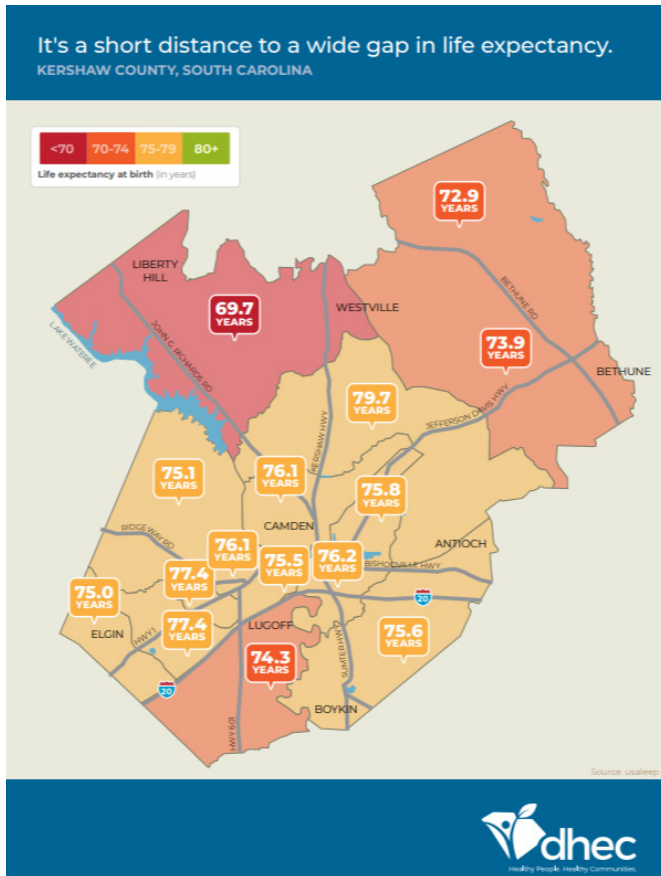 It's a short distance to a wide gap in life expectancy.
KERSHAW COUNTY, SOUTH CAROLINA
<70 70-74 75-79 80+
Life expectancy at birth (in years)
72.9
YEARS
LIBERTY
HILL
69.7
YEARS
WESTVILLE
BETHUNE RD
LAKE WATEREE
JOHN G. RICHARDS RD
73.9
YEARS
BETHUNE
79.7
YEARS
JEFFERSON DAVIS HWY
KERSHAW HWY
75.1
YEARS
76.1
YEARS
75.8
YEARS
RIDGEWAY RD
CAMDEN
ANTIOCH
76.1
YEARS
75.5
YEARS
76.2
YEARS
BISHOPVILLE HWY
77.4
YEARS
75.0
YEARS
20
ELGIN
HWY 1
77.4
YEARS
LUGOFF
75.6
YEARS
74.3
YEARS
SUMTER HWY
20
HWY 601
BOYKIN
Source: usaleep
dhec
Healthy People. Healthy Communities.